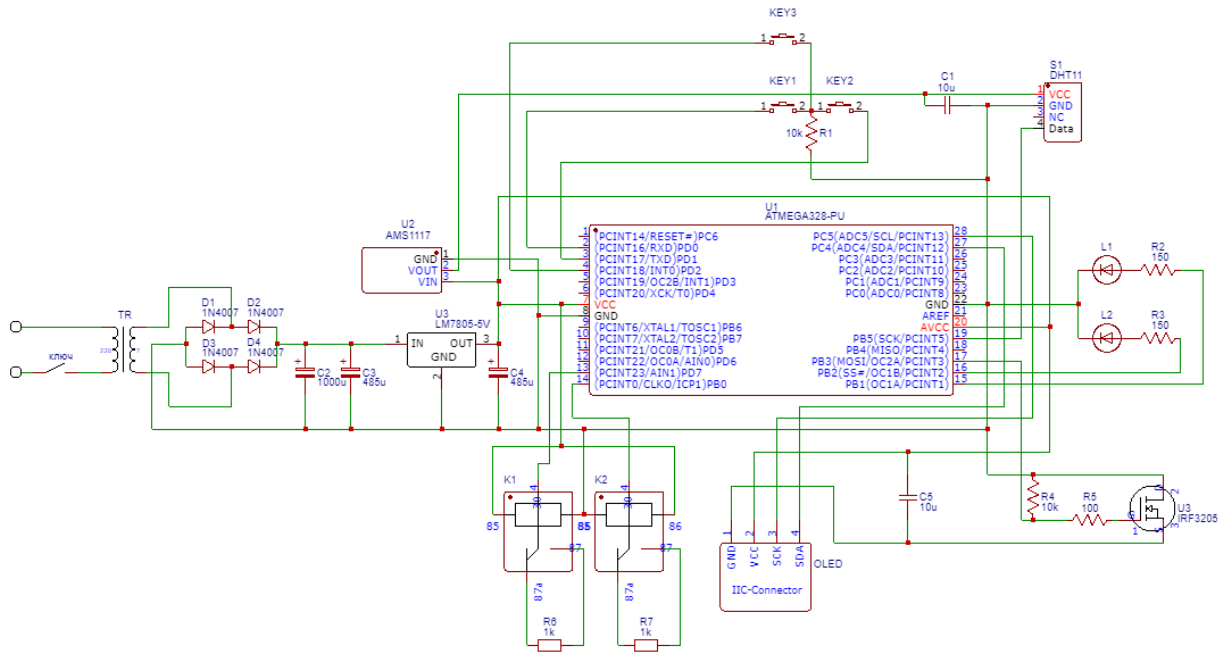 KEY3
1 2
S1
DHT11
C1
10u
1 VCC
2 GND
3 NC
4 Data
KEY1 KEY2
1 2 1 2
10k R1
U1
ATMEGA328-PU
1 (PCINT14/RESET#)PC6
2 (PCINT16/RXD)PD0
3 (PCINT17/TXD)PD1
4 (PCINT18/INT0)PD2
5 (PCINT19/OC2B/INT1)PD3
6 (PCINT20/XCK/T0)PD4
7 VCC
8 GND
9 (PCINT6/XTAL1/TOSC1)PB6
10 (PCINT7/XTAL2/TOSC2)PB7
11 (PCINT21/OC0B/T1)PD5
12 (PCINT22/OC0A/AIN0)PD6
13 (PCINT23/AIN1)PD7
14 (PCINT0/CLKO/ICP1)PB0
PC5(ADC5/SCL/PCINT13) 28
PC4(ADC4/SDA/PCINT12) 27
PC3(ADC3/PCINT11) 26
PC2(ADC2/PCINT10) 25
PC1(ADC1/PCINT9) 24
PC0(ADC0/PCINT8) 23
GND 22
AREF 21
AVCC 20
PB5(SCK/PCINT5) 19
PB4(MISO/PCINT4) 18
PB3(MOSI/OC2A/PCINT3) 17
PB2(SS#/OC1B/PCINT2) 16
PB1(OC1A/PCINT1) 15
U2
AMS1117
GND 1
VOUT 2
VIN 3
L1 R2
150
L2 R3
150
TR
220 7
ключ
D1 D2
1N4007 1N4007
D3 D4
1N4007 1N4007
U3
LM7805-5V
1 IN OUT 3
GND
2
+ C2
1000u
+ C3
485u
+ C4
485u
K1 4
30
85 86
87
87a
K2 4
30
85 86
87
87a
R6
1k
R7
1k
1 2 3 4
GND VCC SCK SDA
OLED
IIC-Connector
C5
10u
R4
10k
R5
100
D 2
G
1
S 3
U3
IRF3205